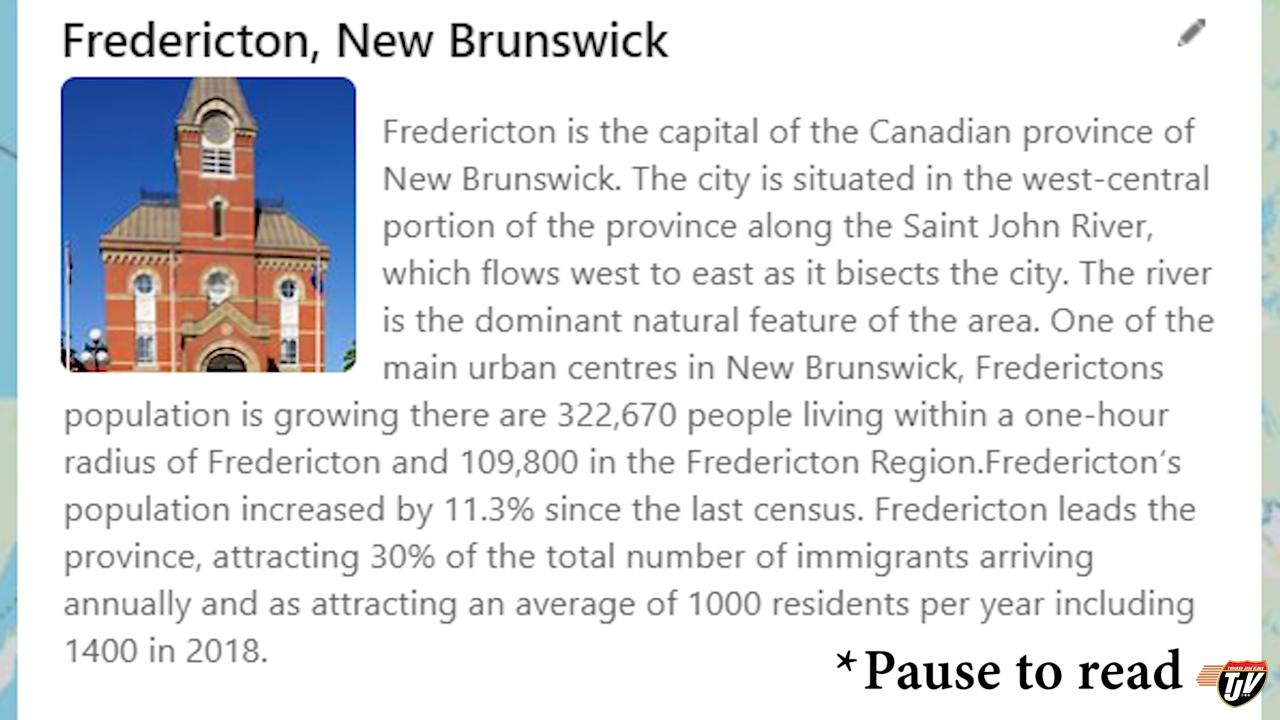 Fredericton, New Brunswick
Fredericton is the capital of the Canadian province of
New Brunswick. The city is situated in the west-central
portion of the province along the Saint John River,
which flows west to east as it bisects the city. The river
is the dominant natural feature of the area. One of the
main urban centres in New Brunswick, Frederictons
population is growing there are 322,670 people living within a one-hour
radius of Fredericton and 109,800 in the Fredericton Region.Fredericton’s
population increased by 11.3% since the last census. Fredericton leads the
province, attracting 30% of the total number of immigrants arriving
annually and as attracting an average of 1000 residents per year including
1400 in 2018.
*Pause to read
TJV